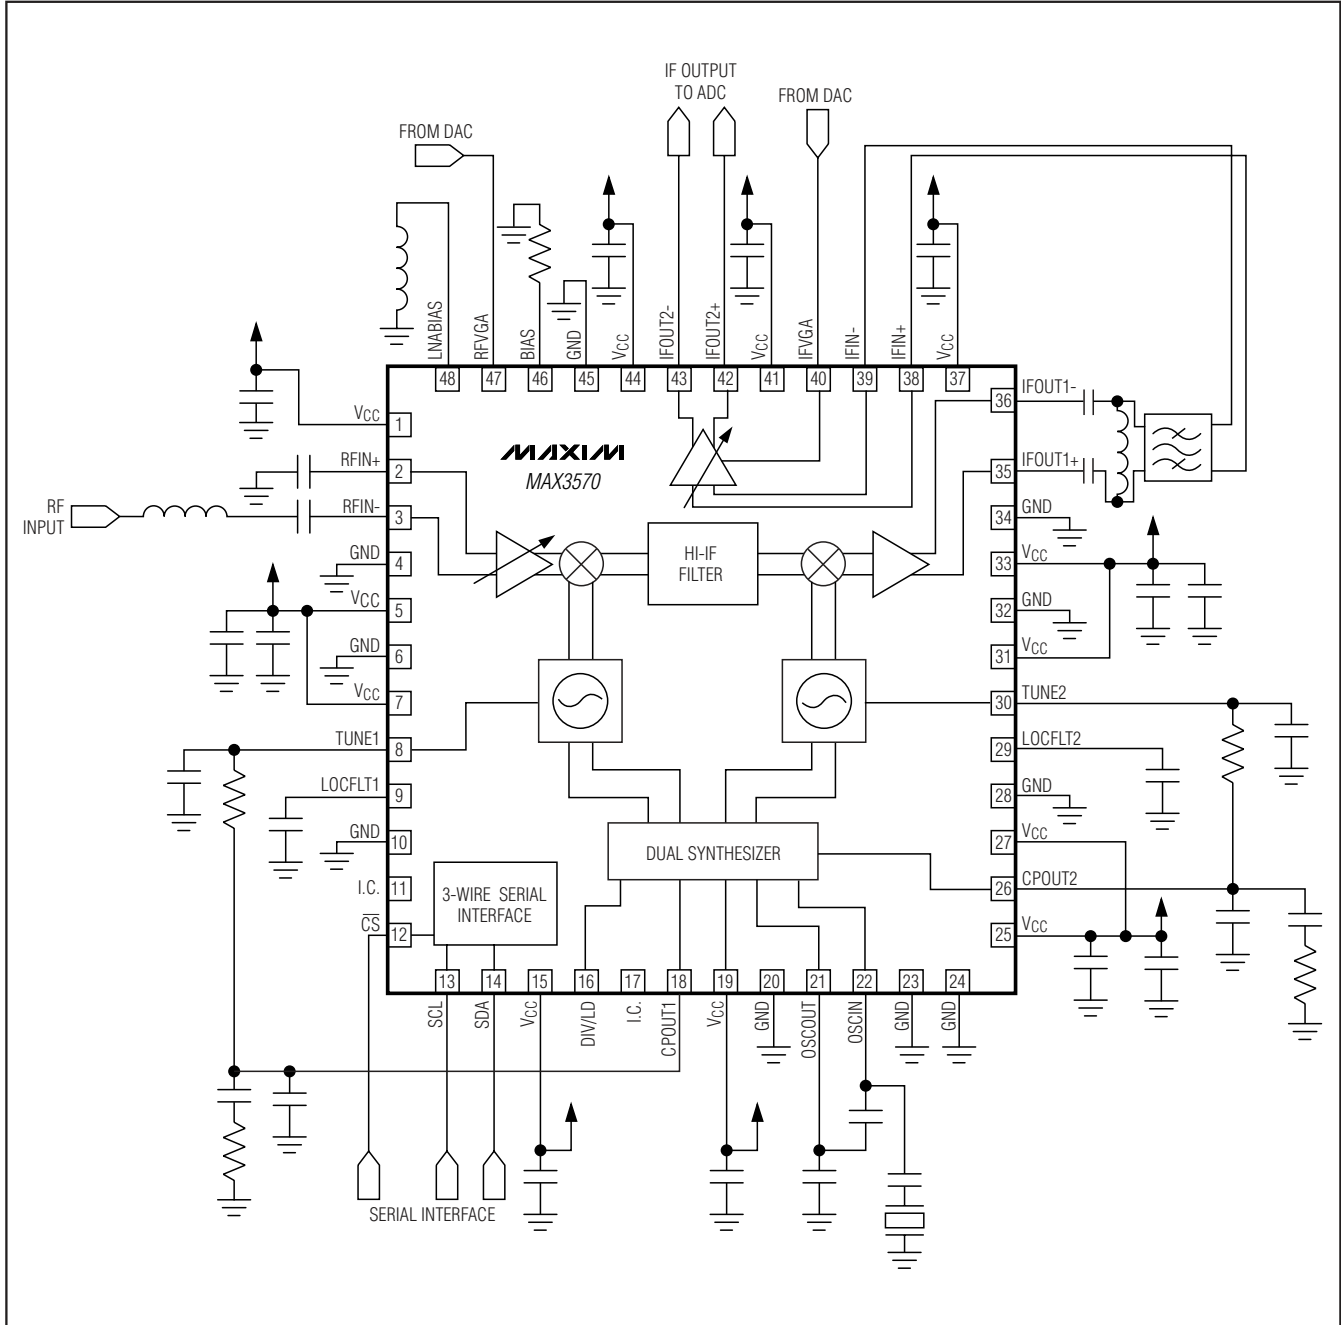 IF OUTPUT
TO ADC
FROM DAC
FROM DAC
LNABIAS
RFVGA
BIAS
GND
VCC
IFOUT2-
IFOUT2+
VCC
IFVGA
IFIN-
IFIN+
VCC
48
47
46
45
44
43
42
41
40
39
38
37
VCC
1
RFIN+
2
RF
INPUT
RFIN-
3
GND
4
VCC
5
GND
6
VCC
7
TUNE1
8
LOCFLT1
9
GND
10
I.C.
11
CS
12
MAXIM
MAX3570
HI-IF
FILTER
DUAL SYNTHESIZER
3-WIRE SERIAL
INTERFACE
36
IFOUT1-
35
IFOUT1+
34
GND
33
VCC
32
GND
31
VCC
30
TUNE2
29
LOCFLT2
28
GND
27
VCC
26
CPOUT2
25
VCC
13
14
15
16
17
18
19
20
21
22
23
24
SCL
SDA
VCC
DIV/LD
I.C.
CPOUT1
VCC
GND
OSCOUT
OSCIN
GND
GND
SERIAL INTERFACE